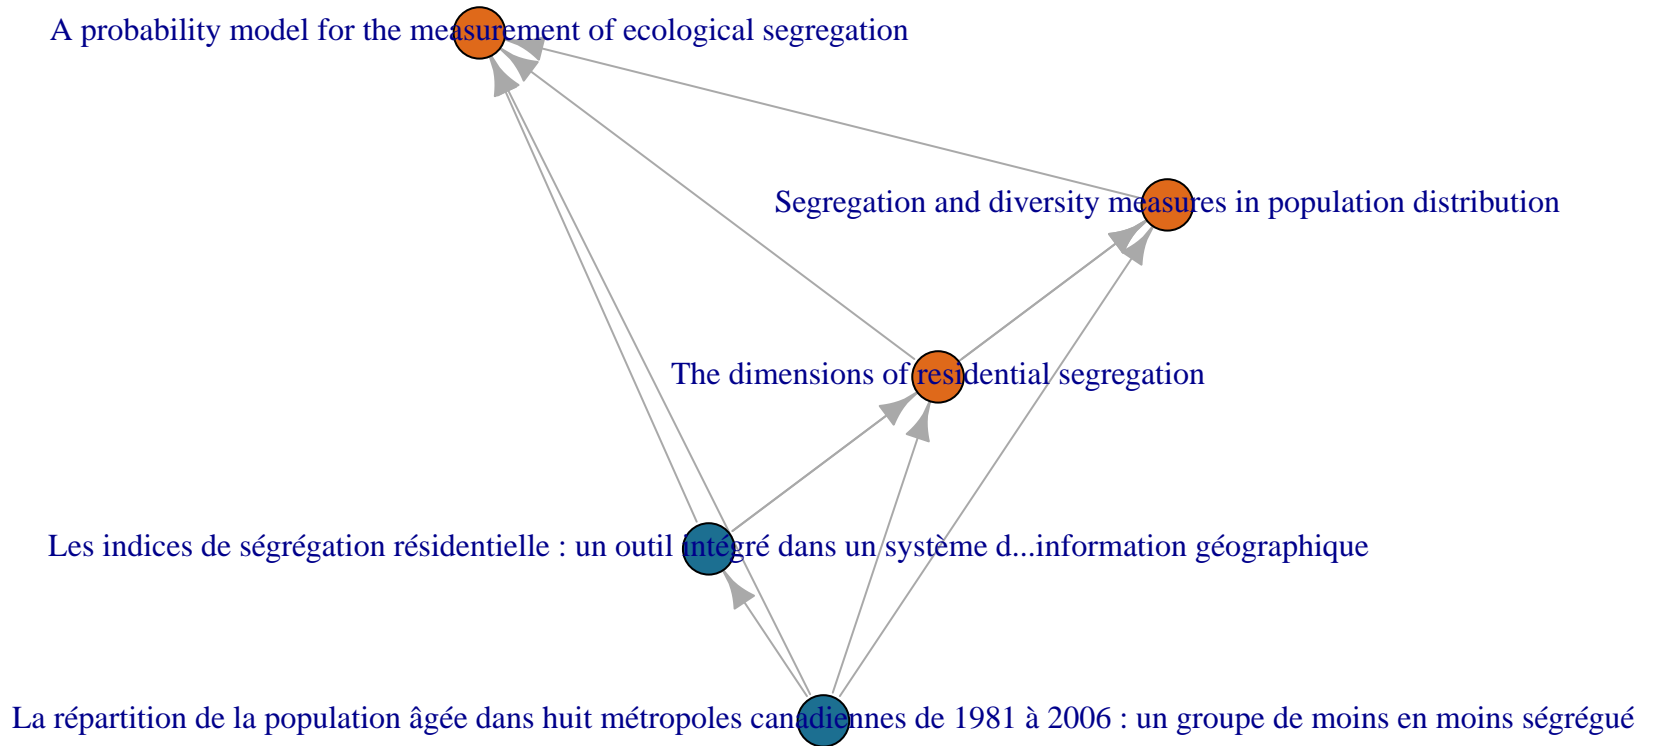 A probability model for the measurement of ecological segregation
Segregation and diversity measures in population distribution
The dimensions of residential segregation
Les indices de ségrégation résidentielle : un outil intégré dans un système d...information géographique
La répartition de la population âgée dans huit métropoles canadiennes de 1981 à 2006 : un groupe de moins en moins ségrégué